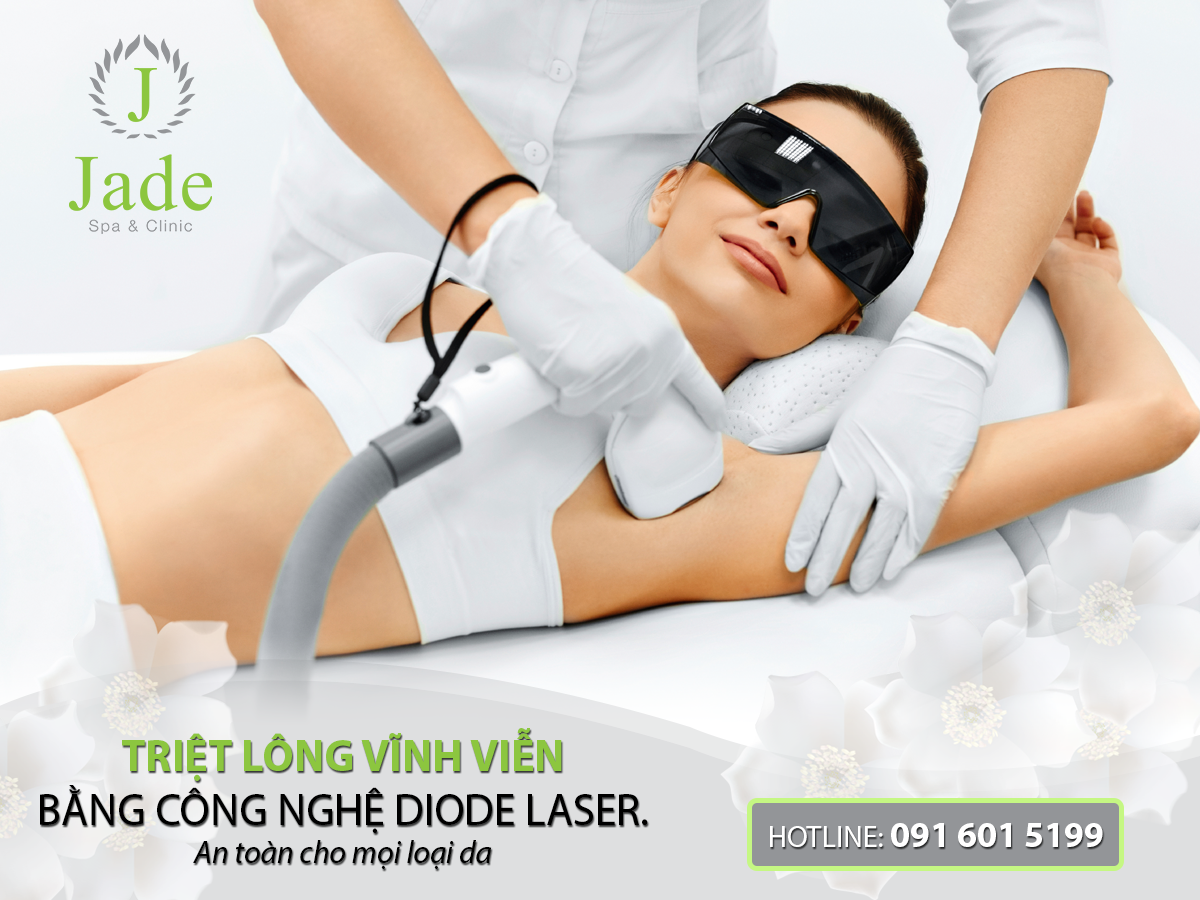 J
Jade
Spa & Clinic
TRIỆT LÔNG VĨNH VIỄN
BẰNG CÔNG NGHỆ DIODE LASER.
An toàn cho mọi loại da
HOTLINE: 091 601 5199